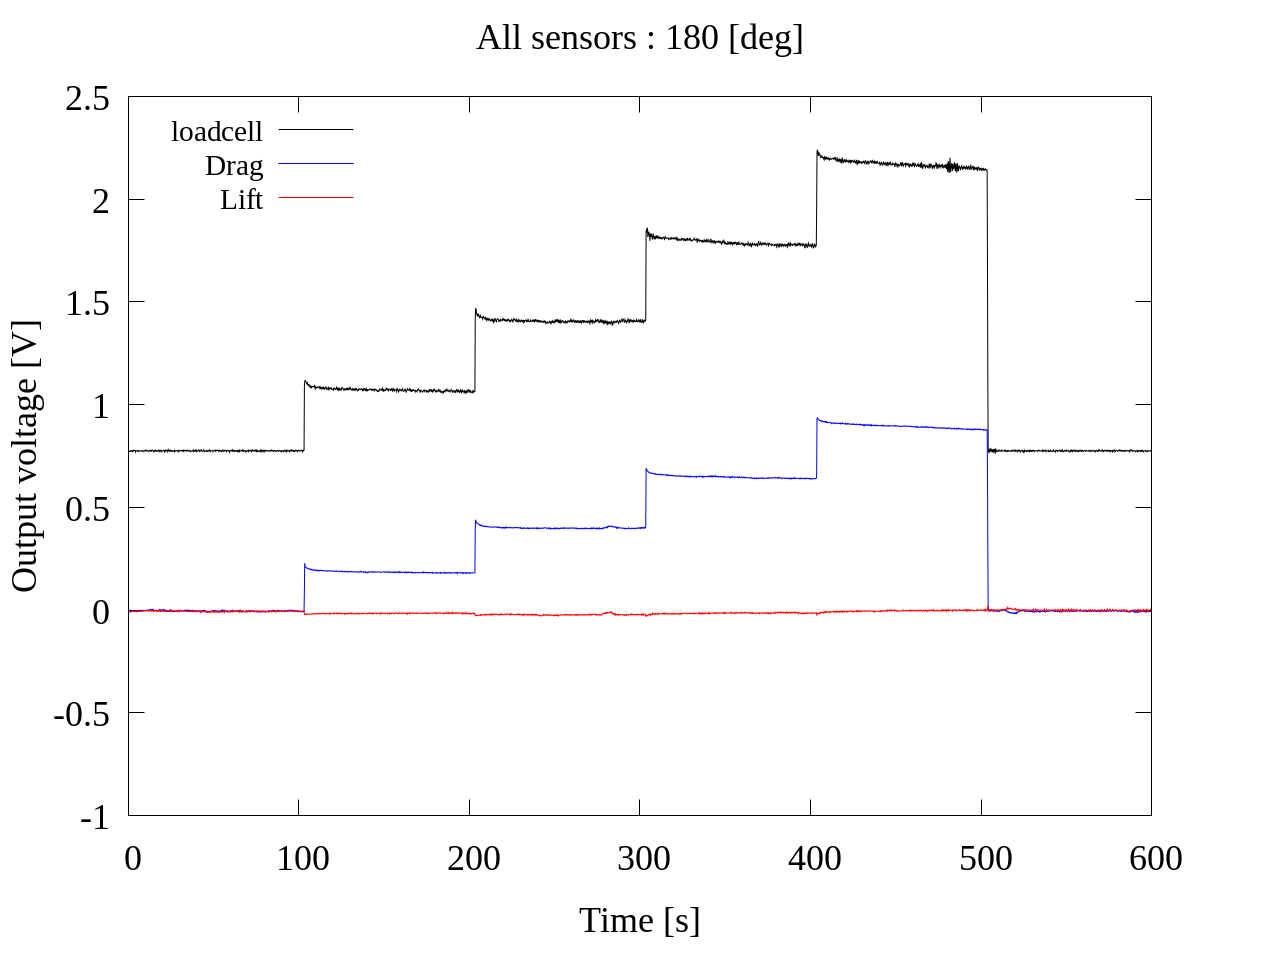 All sensors : 180 [deg]
2.5
2
1.5
1
0.5
0
-0.5
-1
loadcell
Drag
Lift
Output voltage [V]
0 100 200 300 400 500 600
Time [s]